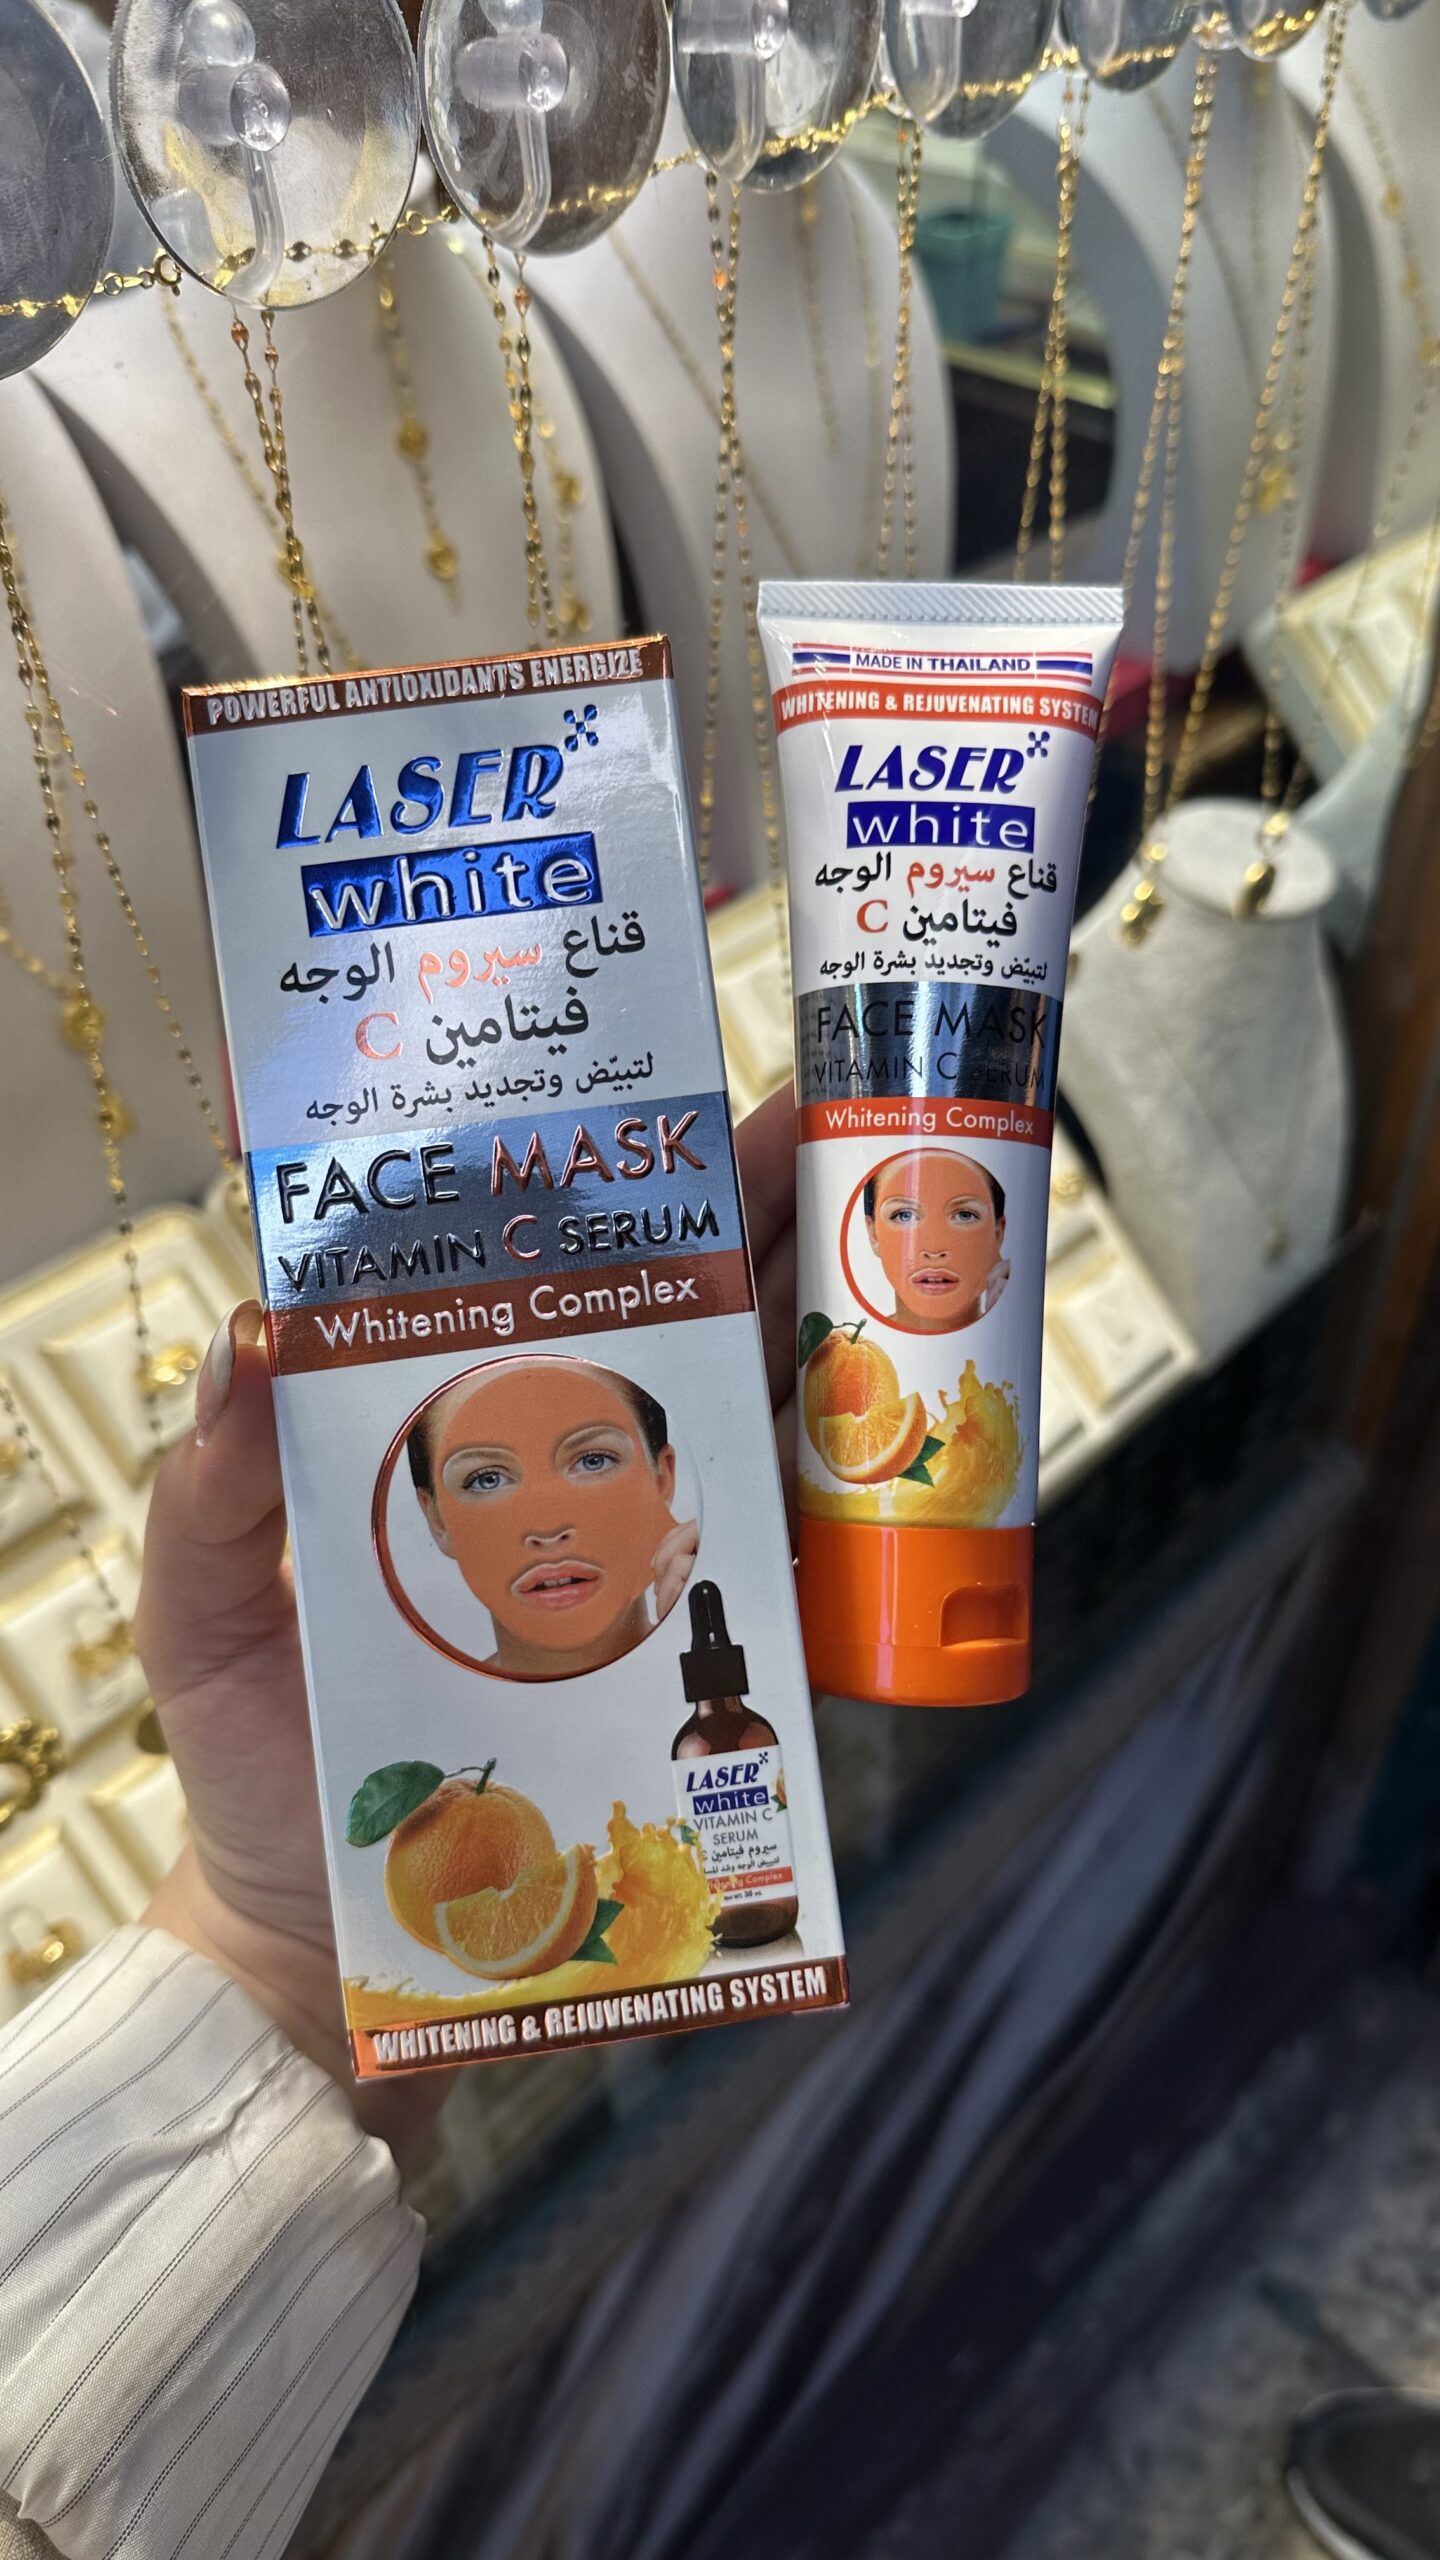 POWERFUL ANTIOXIDANTS ENERGIZE
LASER
white
قناع سيروم الوجه
فيتامين C
لتبيّض وتجديد بشرة الوجه
FACE MASK
VITAMIN C SERUM
Whitening Complex
LASER
white
VITAMIN C
SERUM
سيروم فيتامين C
Whitening Complex
WHITENING & REJUVENATING SYSTEM
MADE IN THAILAND
WHITENING & REJUVENATING SYSTEM
LASER
white
قناع سيروم الوجه
فيتامين C
لتبيّض وتجديد بشرة الوجه
FACE MASK
VITAMIN C SERUM
Whitening Complex